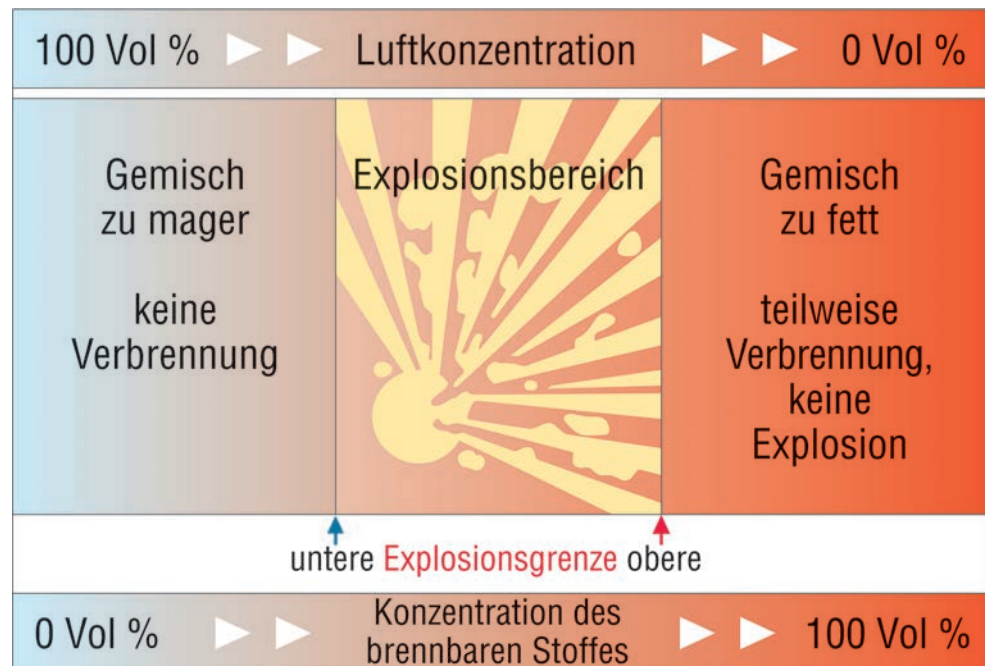 100 Vol % Luftkonzentration 0 Vol %
Gemisch
zu mager
keine
Verbrennung
Explosionsbereich
Gemisch
zu fett
teilweise
Verbrennung,
keine
Explosion
untere Explosionsgrenze obere
0 Vol %
Konzentration des
brennbaren Stoffes
100 Vol %